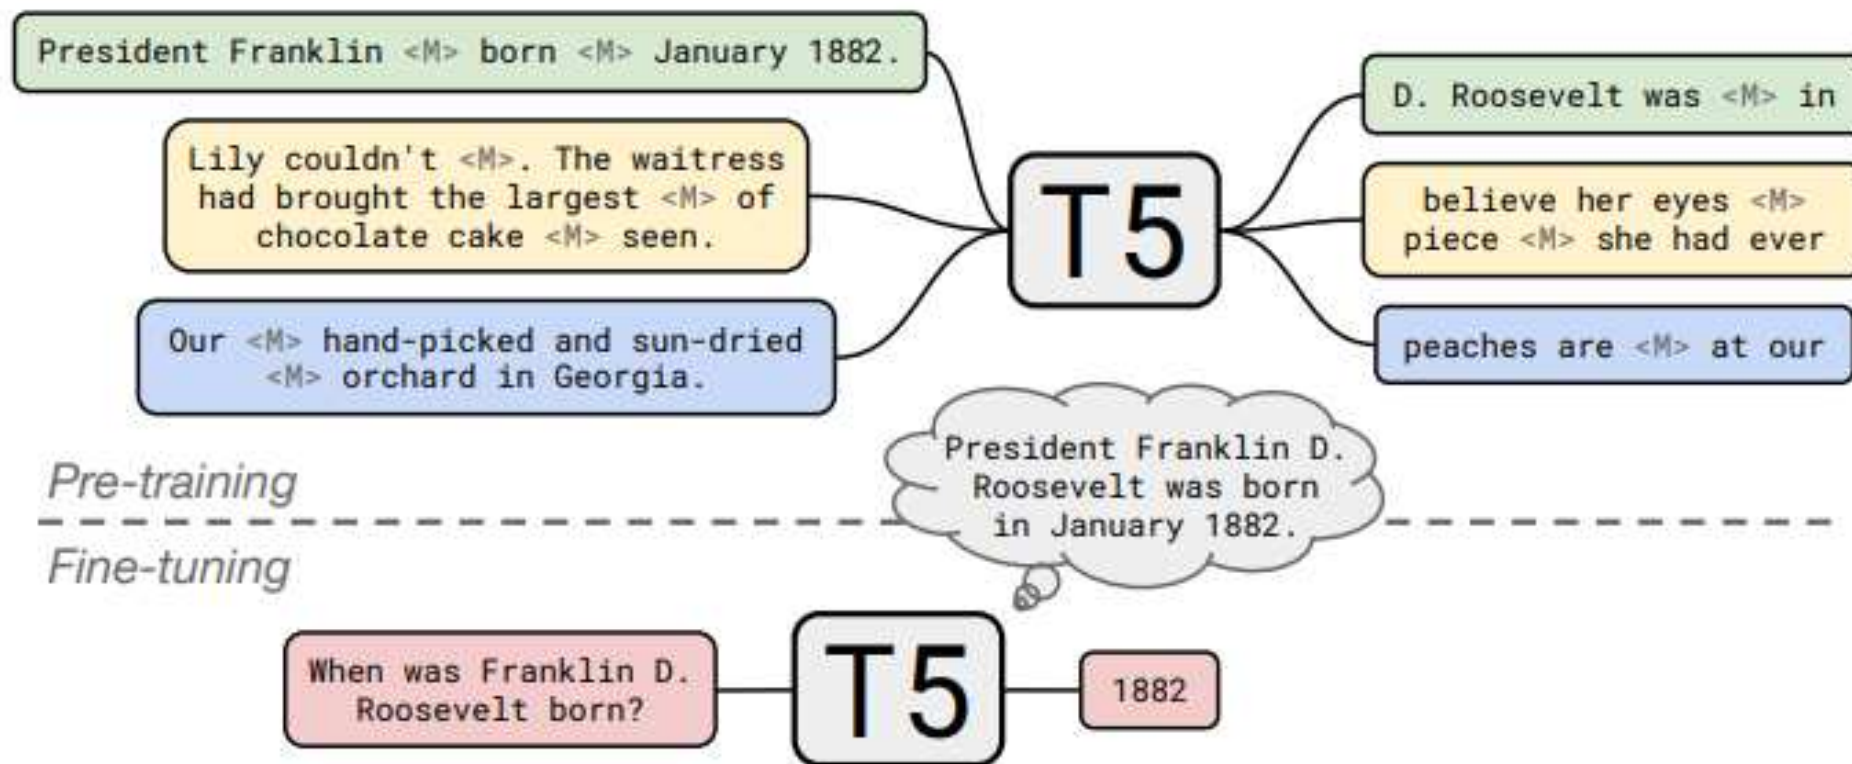 President Franklin <M> born <M> January 1882.
Lily couldn't <M>. The waitress
had brought the largest <M> of
chocolate cake <M> seen.
Our <M> hand-picked and sun-dried
<M> orchard in Georgia.
T5
D. Roosevelt was <M> in
believe her eyes <M>
piece <M> she had ever
peaches are <M> at our
Pre-training
President Franklin D.
Roosevelt was born
in January 1882.
Fine-tuning
When was Franklin D.
Roosevelt born?
T5
1882